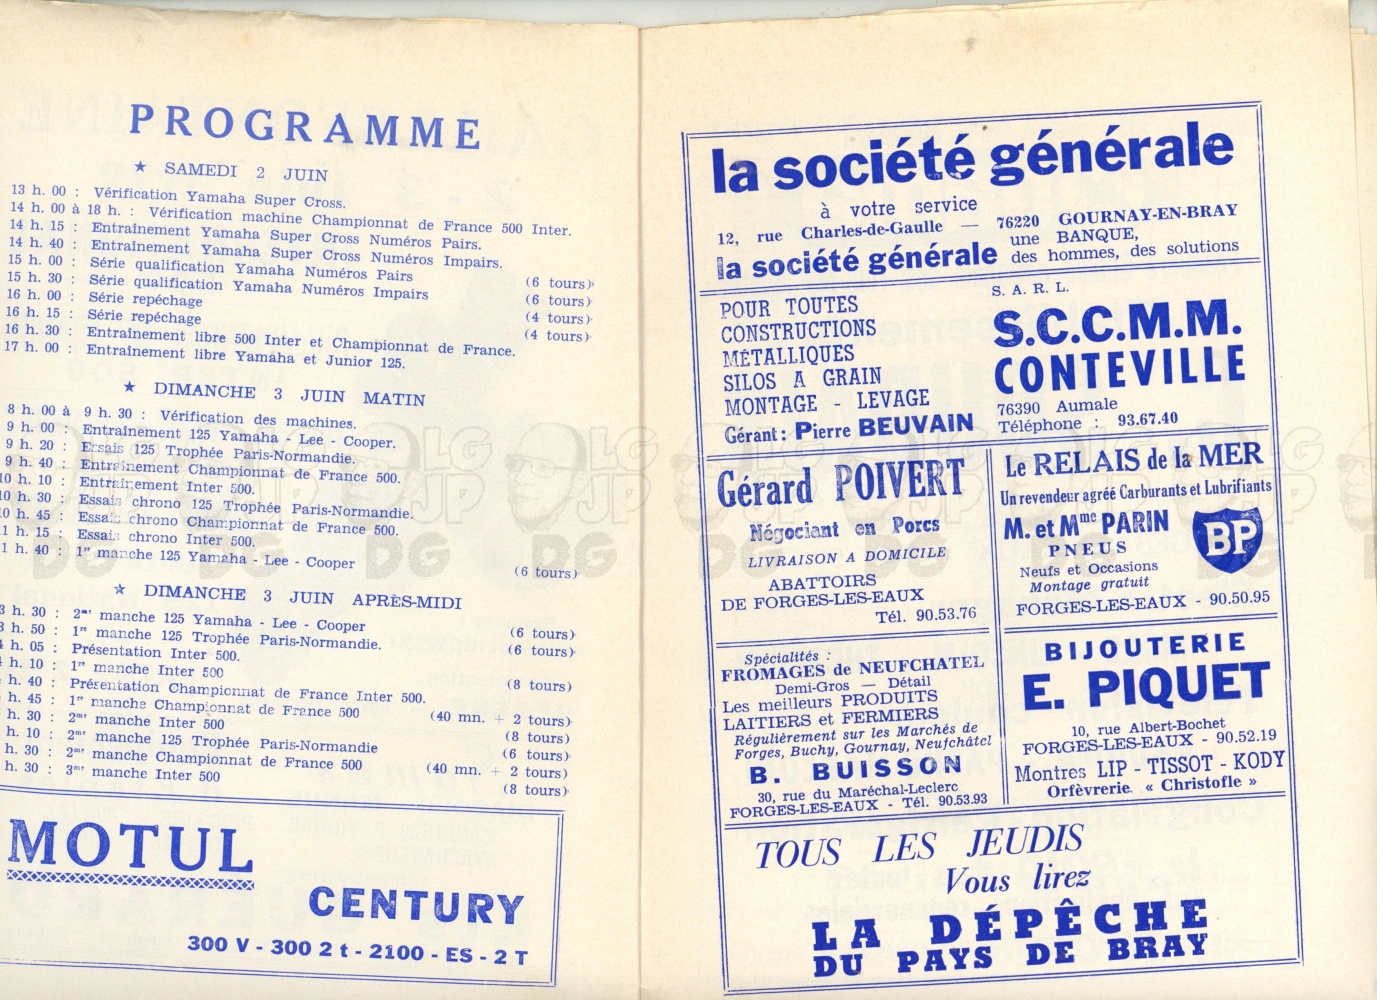 PROGRAMME
★ SAMEDI 2 JUIN
13 h. 00 : Vérification Yamaha Super Cross.
14 h. 00 à 18 h. : Vérification machine Championnat de France 500 Inter.
14 h. 15 : Entraînement Yamaha Super Cross Numéros Pairs.
14 h. 40 : Entraînement Yamaha Super Cross Numéros Impairs.
15 h. 00 : Série qualification Yamaha Numéros Pairs (6 tours)
15 h. 30 : Série qualification Yamaha Numéros Impairs (6 tours)
16 h. 00 : Série repéchage (4 tours)
16 h. 15 : Série repéchage (4 tours)
16 h. 30 : Entraînement libre 500 Inter et Championnat de France.
17 h. 00 : Entraînement libre Yamaha et Junior 125.
★ DIMANCHE 3 JUIN MATIN
8 h. 00 à 9 h. 30 : Vérification des machines.
9 h. 00 : Entraînement 125 Yamaha - Lee - Cooper.
9 h. 20 : Essais 125 Trophée Paris-Normandie.
9 h. 40 : Entraînement Championnat de France 500.
10 h. 10 : Entraînement Inter 500.
10 h. 30 : Essais chrono 125 Trophée Paris-Normandie.
10 h. 45 : Essais chrono Championnat de France 500.
11 h. 15 : Essais chrono Inter 500.
1 h. 40 : 1re manche 125 Yamaha - Lee - Cooper (6 tours)
★ DIMANCHE 3 JUIN APRÈS-MIDI
3 h. 30 : 2me manche 125 Yamaha - Lee - Cooper (6 tours)
3 h. 50 : 1re manche 125 Trophée Paris-Normandie. (6 tours)
4 h. 05 : Présentation Inter 500.
h. 10 : 1re manche Inter 500 (8 tours)
h. 40 : Présentation Championnat de France Inter 500.
h. 45 : 1re manche Championnat de France 500 (40 mn. + 2 tours)
h. 30 : 2me manche Inter 500 (8 tours)
h. 10 : 2me manche 125 Trophée Paris-Normandie (6 tours)
h. 30 : 2me manche Championnat de France 500 (40 mn. + 2 tours)
h. 30 : 3me manche Inter 500 (8 tours)
MOTUL
CENTURY
300 V - 300 2 t - 2100 - ES - 2 T
la société générale
à votre service
12, rue Charles-de-Gaulle — 76220 GOURNAY-EN-BRAY
la société générale une BANQUE,
des hommes, des solutions
POUR TOUTES
CONSTRUCTIONS
MÉTALLIQUES
SILOS A GRAIN
MONTAGE - LEVAGE
Gérant : Pierre BEUVAIN
S. A. R. L.
S.C.C.M.M.
CONTEVILLE
76390 Aumale
Téléphone : 93.67.40
Gérard POIVERT
Négociant en Porcs
LIVRAISON A DOMICILE
ABATTOIRS
DE FORGES-LES-EAUX
Tél. 90.53.76
Le RELAIS de la MER
Un revendeur agréé Carburants et Lubrifiants
M. et Mme PARIN
PNEUS
Neufs et Occasions
Montage gratuit
BP
FORGES-LES-EAUX - 90.50.95
Spécialités :
FROMAGES de NEUFCHATEL
Demi-Gros — Détail
Les meilleurs PRODUITS
LAITIERS et FERMIERS
Régulièrement sur les Marchés de
Forges, Buchy, Gournay, Neufchâtel
B. BUISSON
30, rue du Maréchal-Leclerc
FORGES-LES-EAUX - Tél. 90.53.93
BIJOUTERIE
E. PIQUET
10, rue Albert-Bochet
FORGES-LES-EAUX - 90.52.19
Montres LIP - TISSOT - KODY
Orfèvrerie « Christofle »
TOUS LES JEUDIS
Vous lirez
LA DÉPÊCHE
DU PAYS DE BRAY